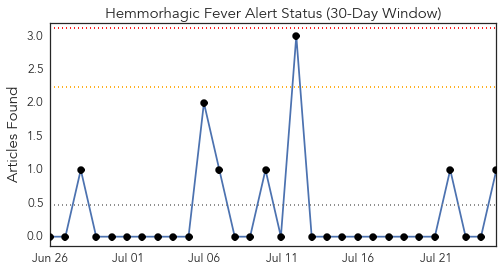 Hemmorhagic Fever Alert Status (30-Day Window)
Articles Found
3.0
2.5
2.0
1.5
1.0
0.5
0.0
Jun 26 Jul 01 Jul 06 Jul 11 Jul 16 Jul 21